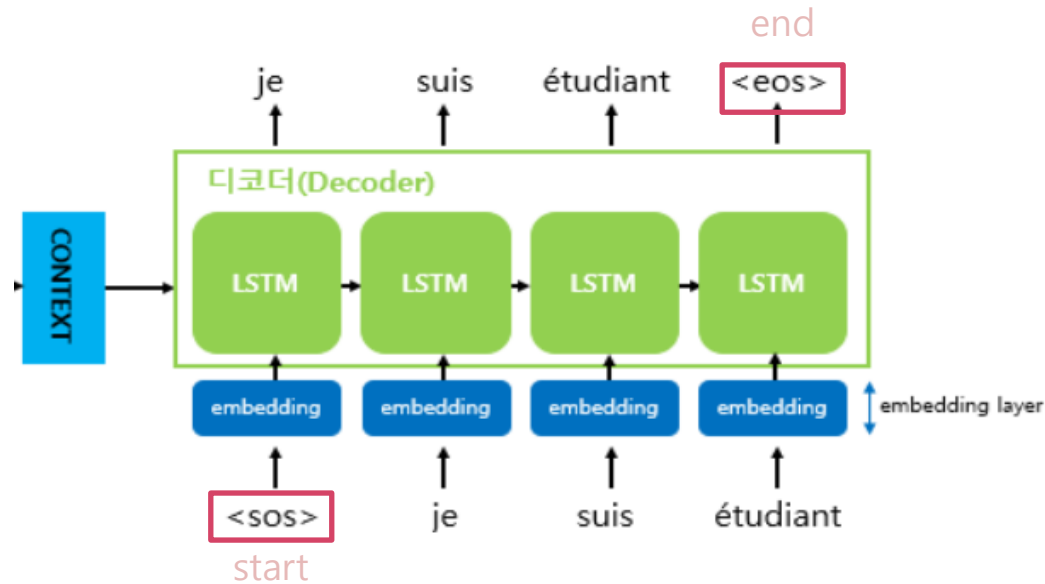 end
je suis étudiant <eos>
디코더(Decoder)
CONTEXT
LSTM LSTM LSTM LSTM
embedding embedding embedding embedding embedding layer
<sos> je suis étudiant
start